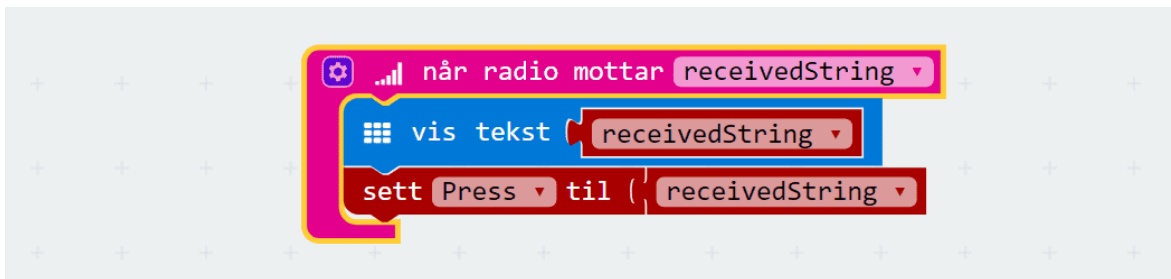 når radio mottar receivedString
vis tekst receivedString
sett Press til receivedString